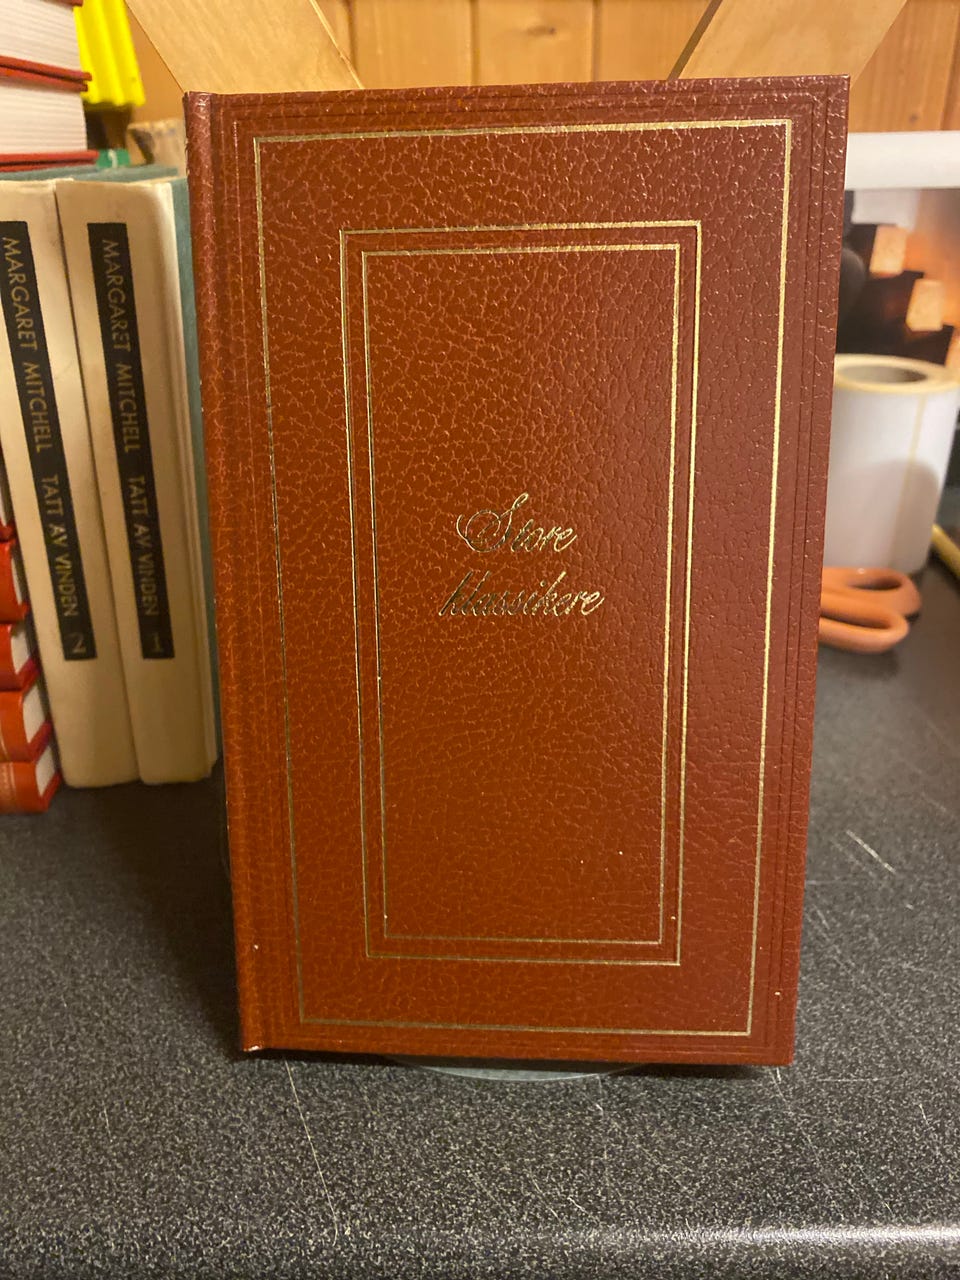 MARGARET MITCHELL TATT AV VINDEN 2
MARGARET MITCHELL TATT AV VINDEN 1
Store
klassikere